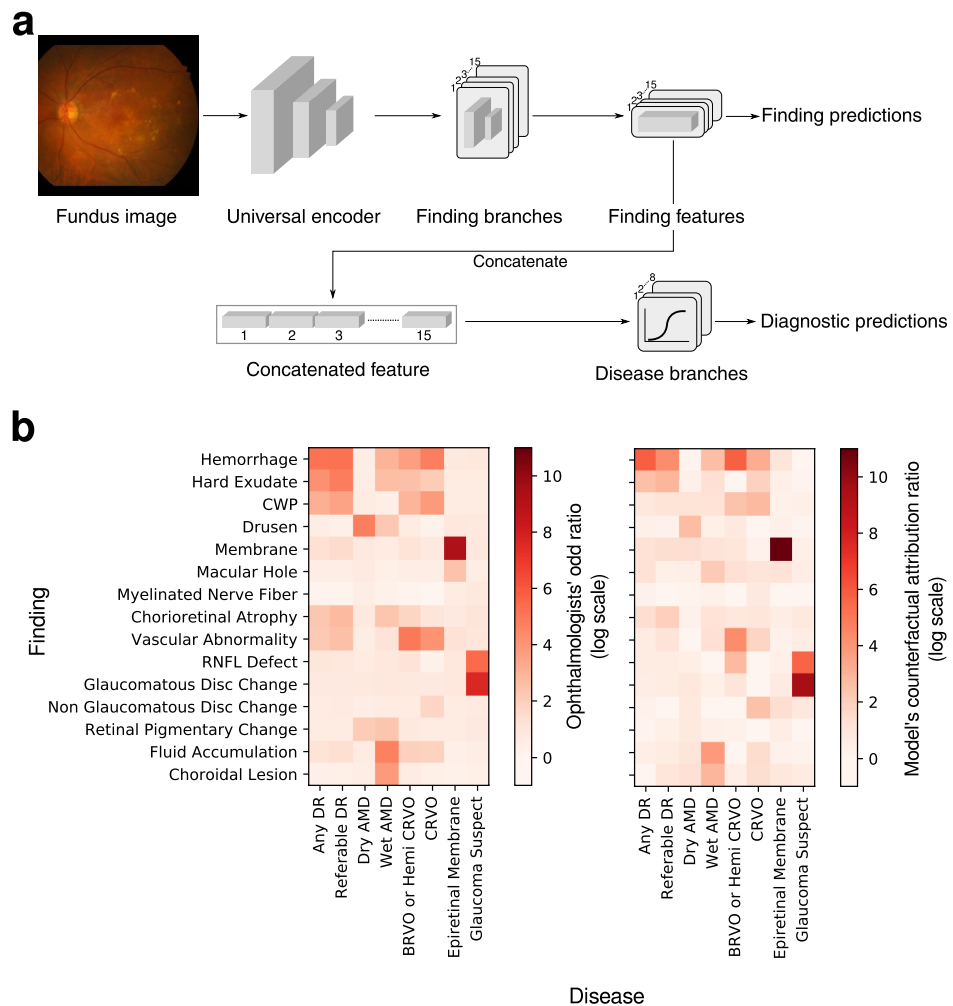 a
1 2 3 15
1 2 3 15
Finding predictions
Fundus image
Universal encoder
Finding branches
Finding features
Concatenate
1 2 8
1 2 3 15
Diagnostic predictions
Concatenated feature
Disease branches
b
Finding
Hemorrhage
Hard Exudate
CWP
Drusen
Membrane
Macular Hole
Myelinated Nerve Fiber
Chorioretinal Atrophy
Vascular Abnormality
RNFL Defect
Glaucomatous Disc Change
Non Glaucomatous Disc Change
Retinal Pigmentary Change
Fluid Accumulation
Choroidal Lesion
Any DR
Referable DR
Dry AMD
Wet AMD
BRVO or Hemi CRVO
CRVO
Epiretinal Membrane
Glaucoma Suspect
10
8
6
4
2
0
Ophthalmologists' odd ratio
(log scale)
Any DR
Referable DR
Dry AMD
Wet AMD
BRVO or Hemi CRVO
CRVO
Epiretinal Membrane
Glaucoma Suspect
10
8
6
4
2
0
Model's counterfactual attribution ratio
(log scale)
Disease